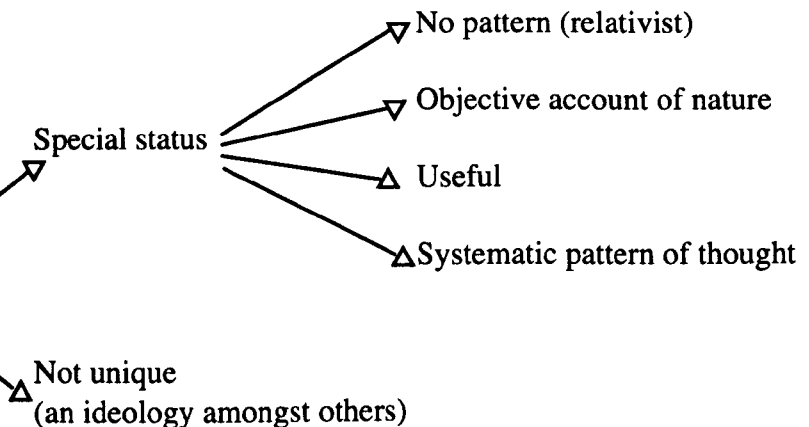 No pattern (relativist)
Objective account of nature
Special status
Useful
Systematic pattern of thought
Not unique
(an ideology amongst others)